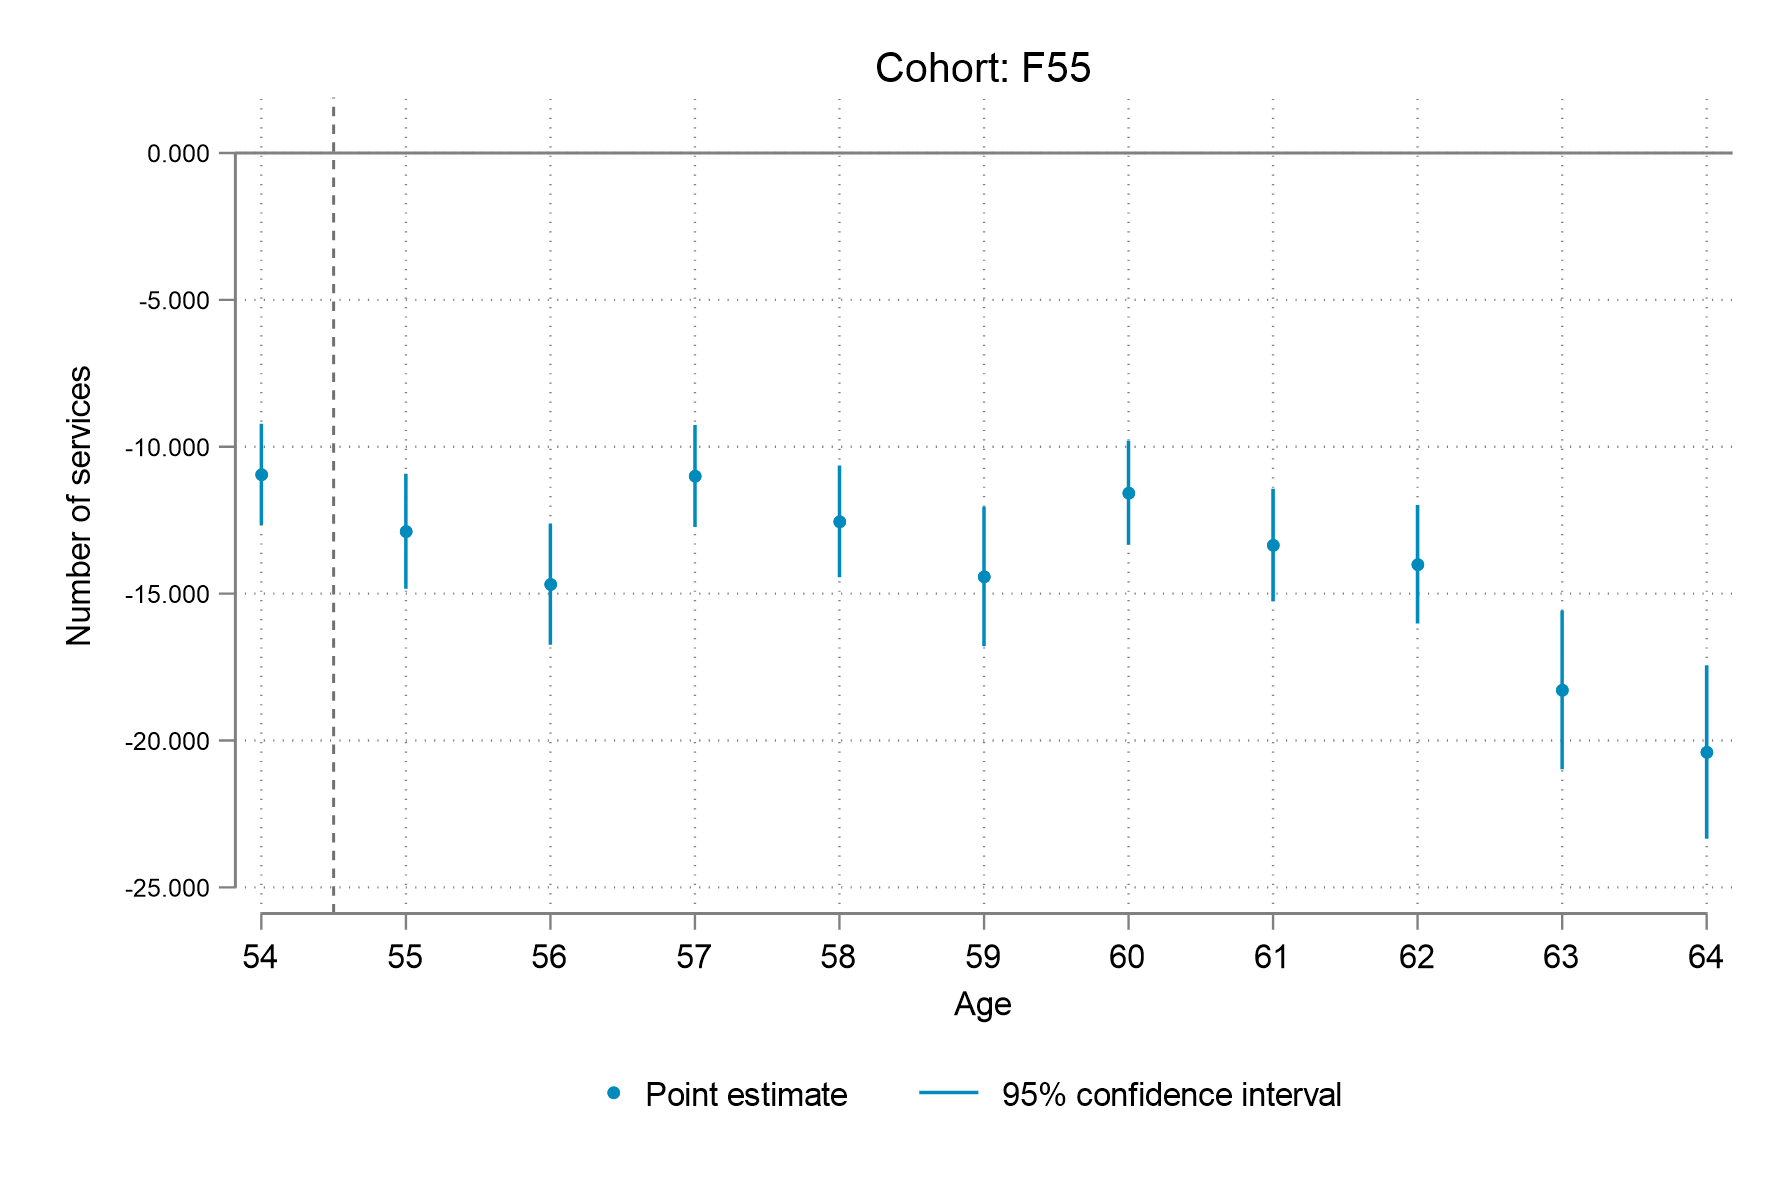 Cohort: F55
0.000
-5.000
-10.000
-15.000
-20.000
-25.000
Number of services
54 55 56 57 58 59 60 61 62 63 64
Age
Point estimate 95% confidence interval